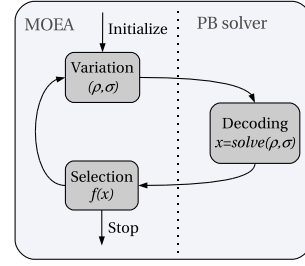 MOEA
PB solver
Initialize
Variation
(ρ,σ)
Decoding
x=solve(ρ,σ)
Selection
f(x)
Stop